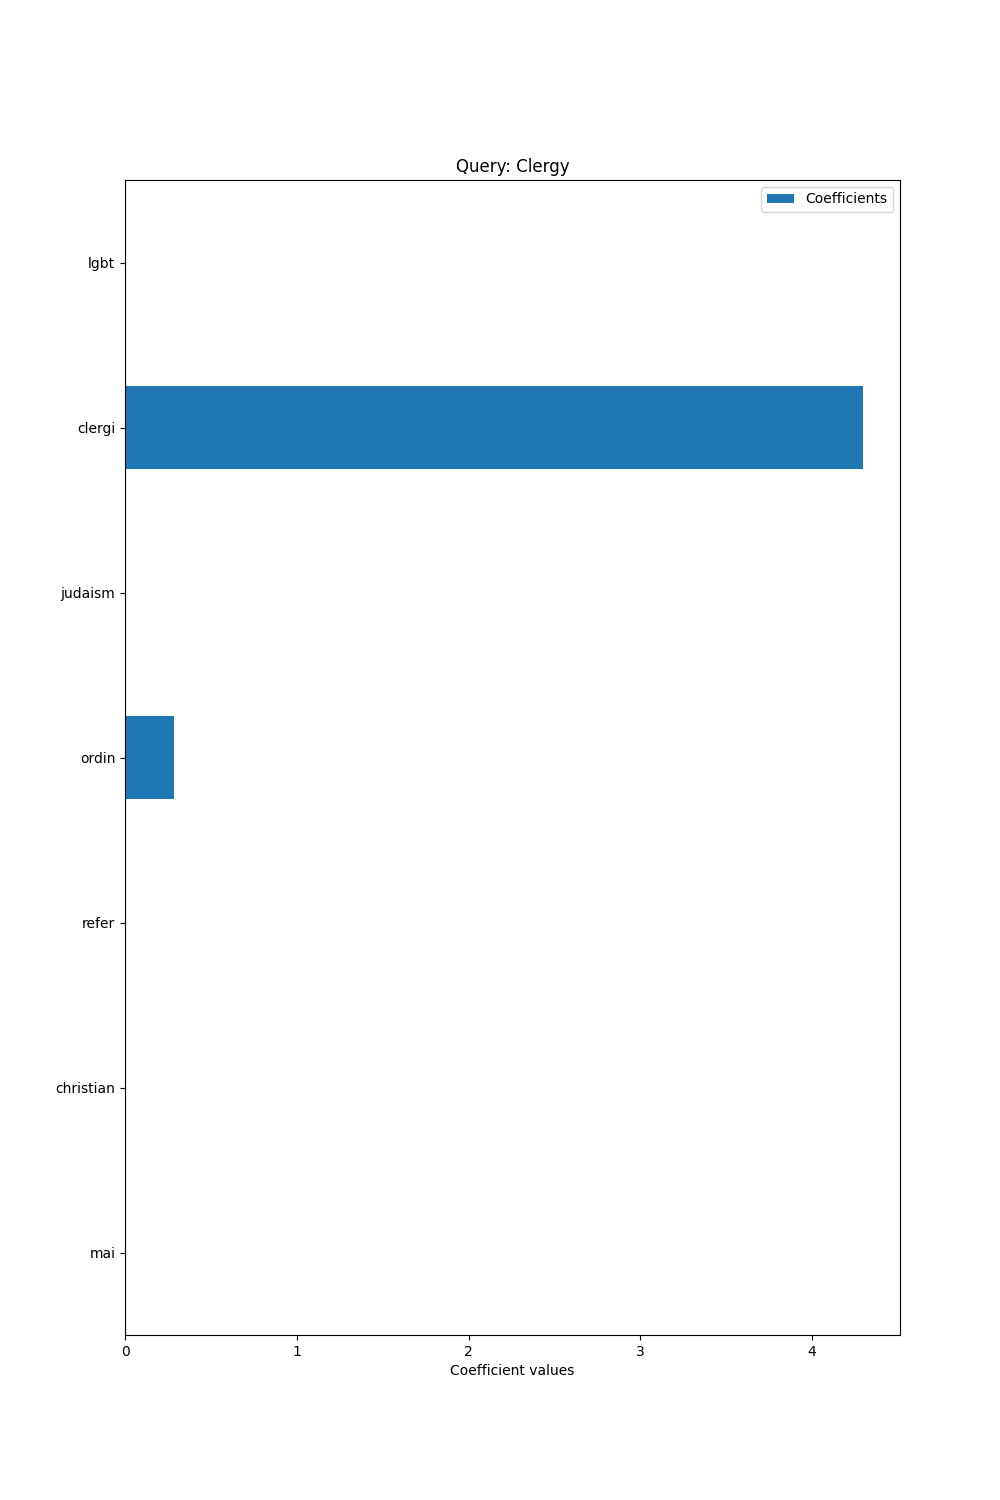 Query: Clergy
Coefficients
lgbt
clergi
judaism
ordin
refer
christian
mai
0 1 2 3 4
Coefficient values